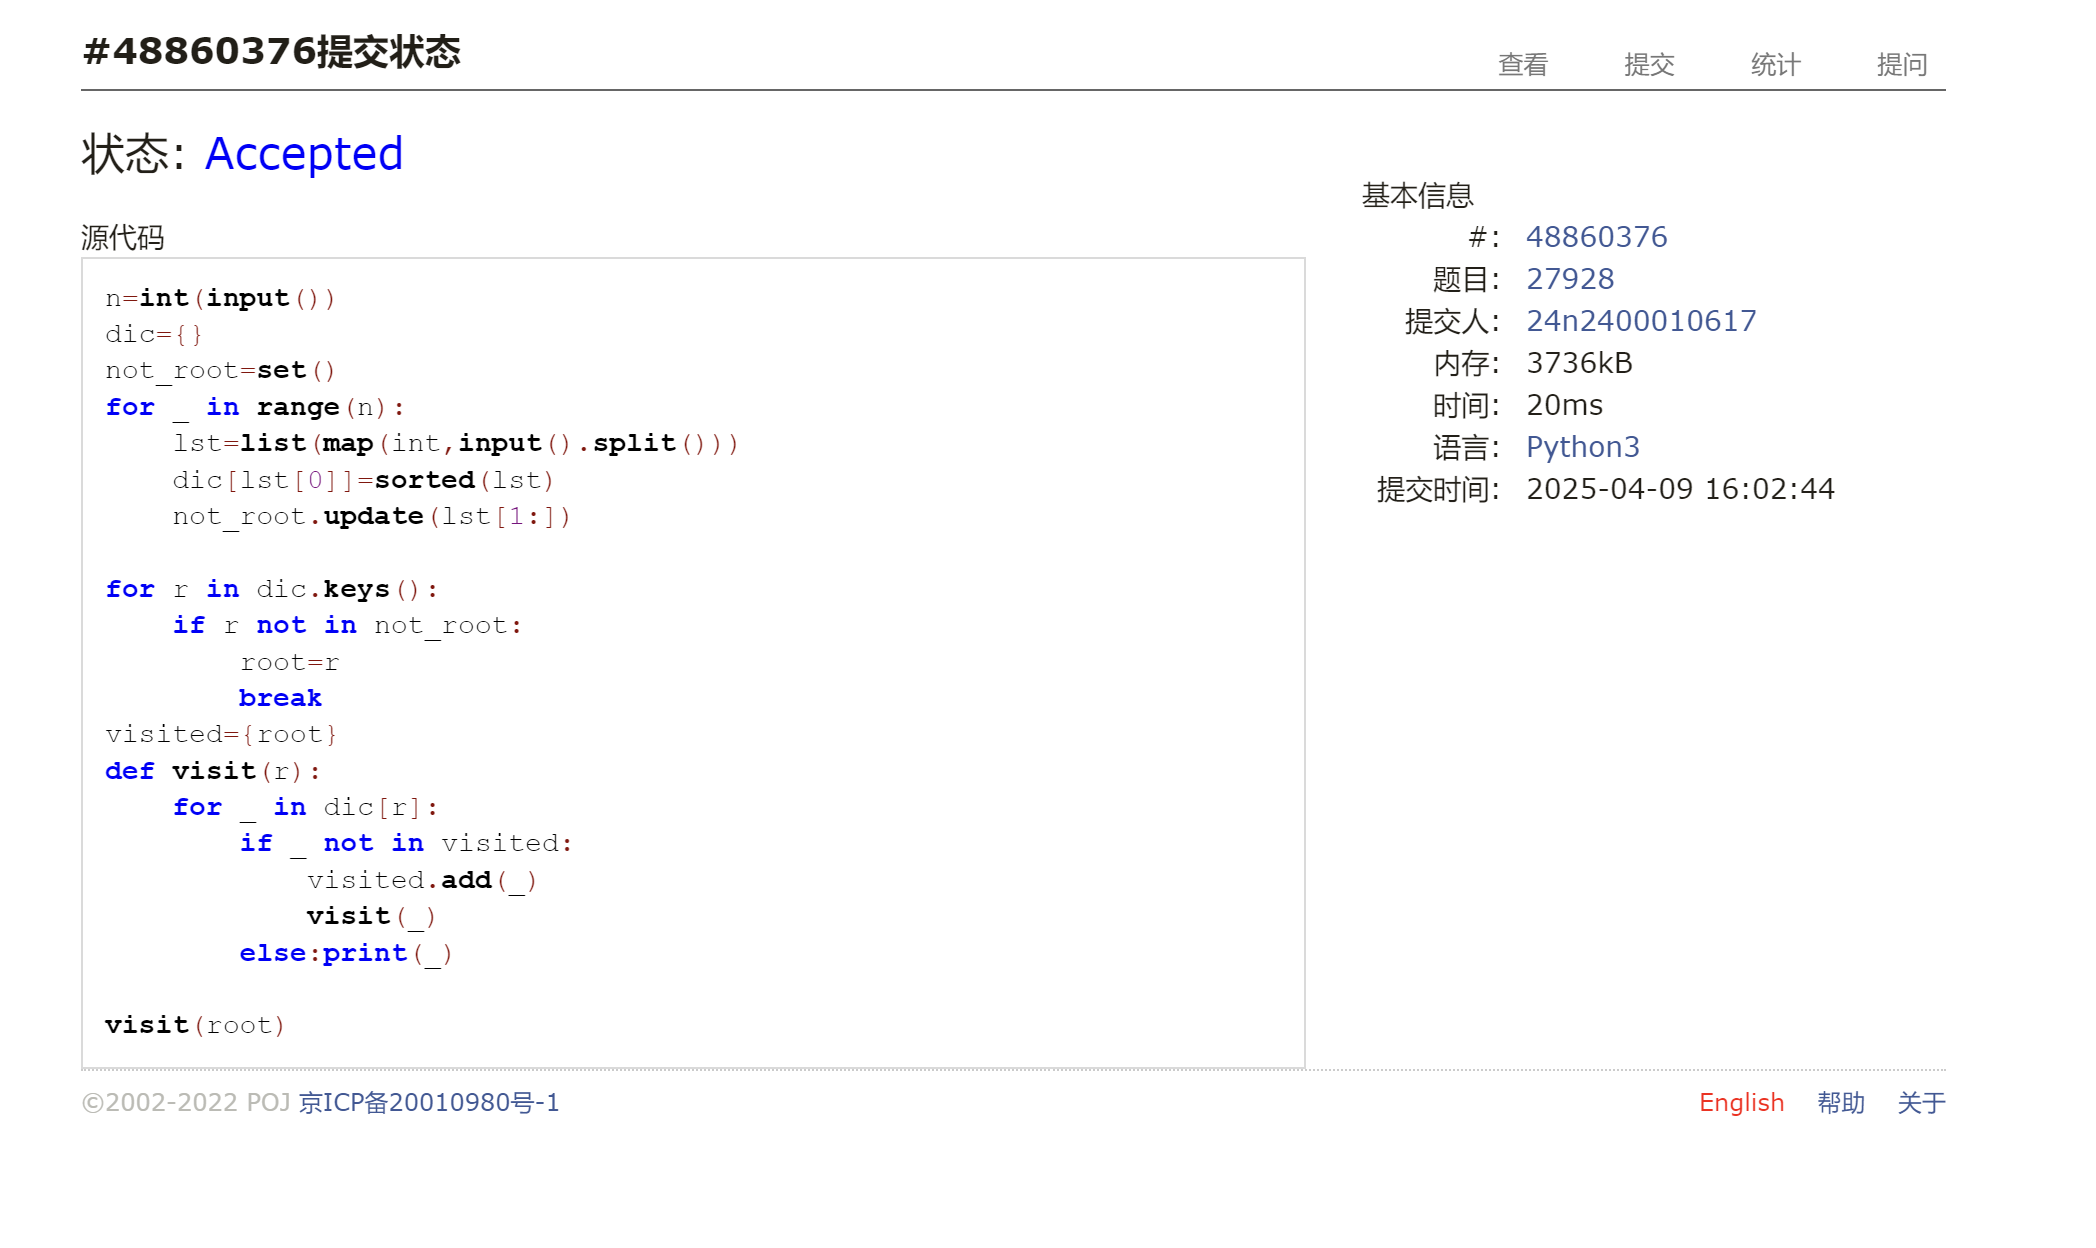 #48860376提交状态
查看 提交 统计 提问
状态: Accepted
源代码
n=int(input())
dic={}
not_root=set()
for _ in range(n):
    lst=list(map(int,input().split()))
    dic[lst[0]]=sorted(lst)
    not_root.update(lst[1:])

for r in dic.keys():
    if r not in not_root:
        root=r
        break
visited={root}
def visit(r):
    for _ in dic[r]:
        if _ not in visited:
            visited.add(_)
            visit(_)
        else:print(_)

visit(root)
基本信息
#: 48860376
题目: 27928
提交人: 24n2400010617
内存: 3736kB
时间: 20ms
语言: Python3
提交时间: 2025-04-09 16:02:44
©2002-2022 POJ 京ICP备20010980号-1
English 帮助 关于